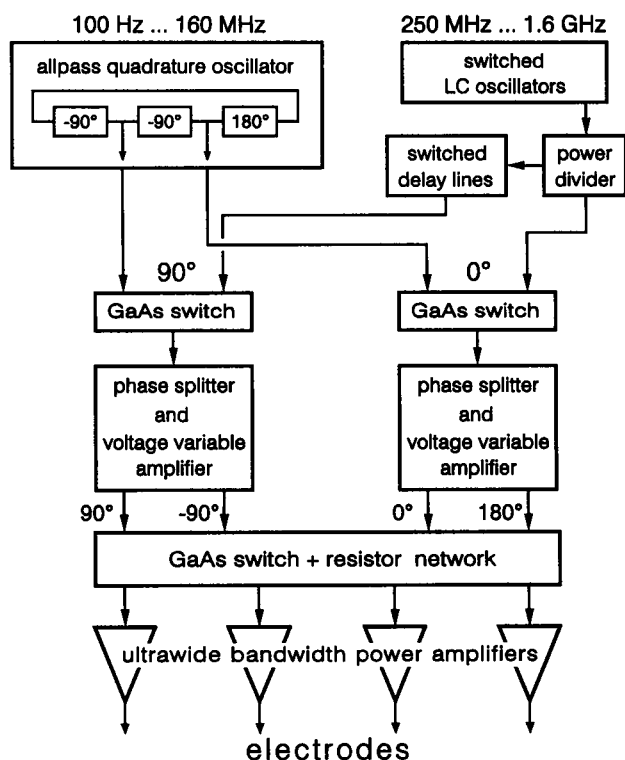 100 Hz ... 160 MHz
250 MHz ... 1.6 GHz
allpass quadrature oscillator
-90°
-90°
180°
switched
LC oscillators
switched
delay lines
power
divider
90°
0°
GaAs switch
GaAs switch
phase splitter
and
voltage variable
amplifier
phase splitter
and
voltage variable
amplifier
90°
-90°
0°
180°
GaAs switch + resistor network
ultrawide bandwidth power amplifiers
electrodes